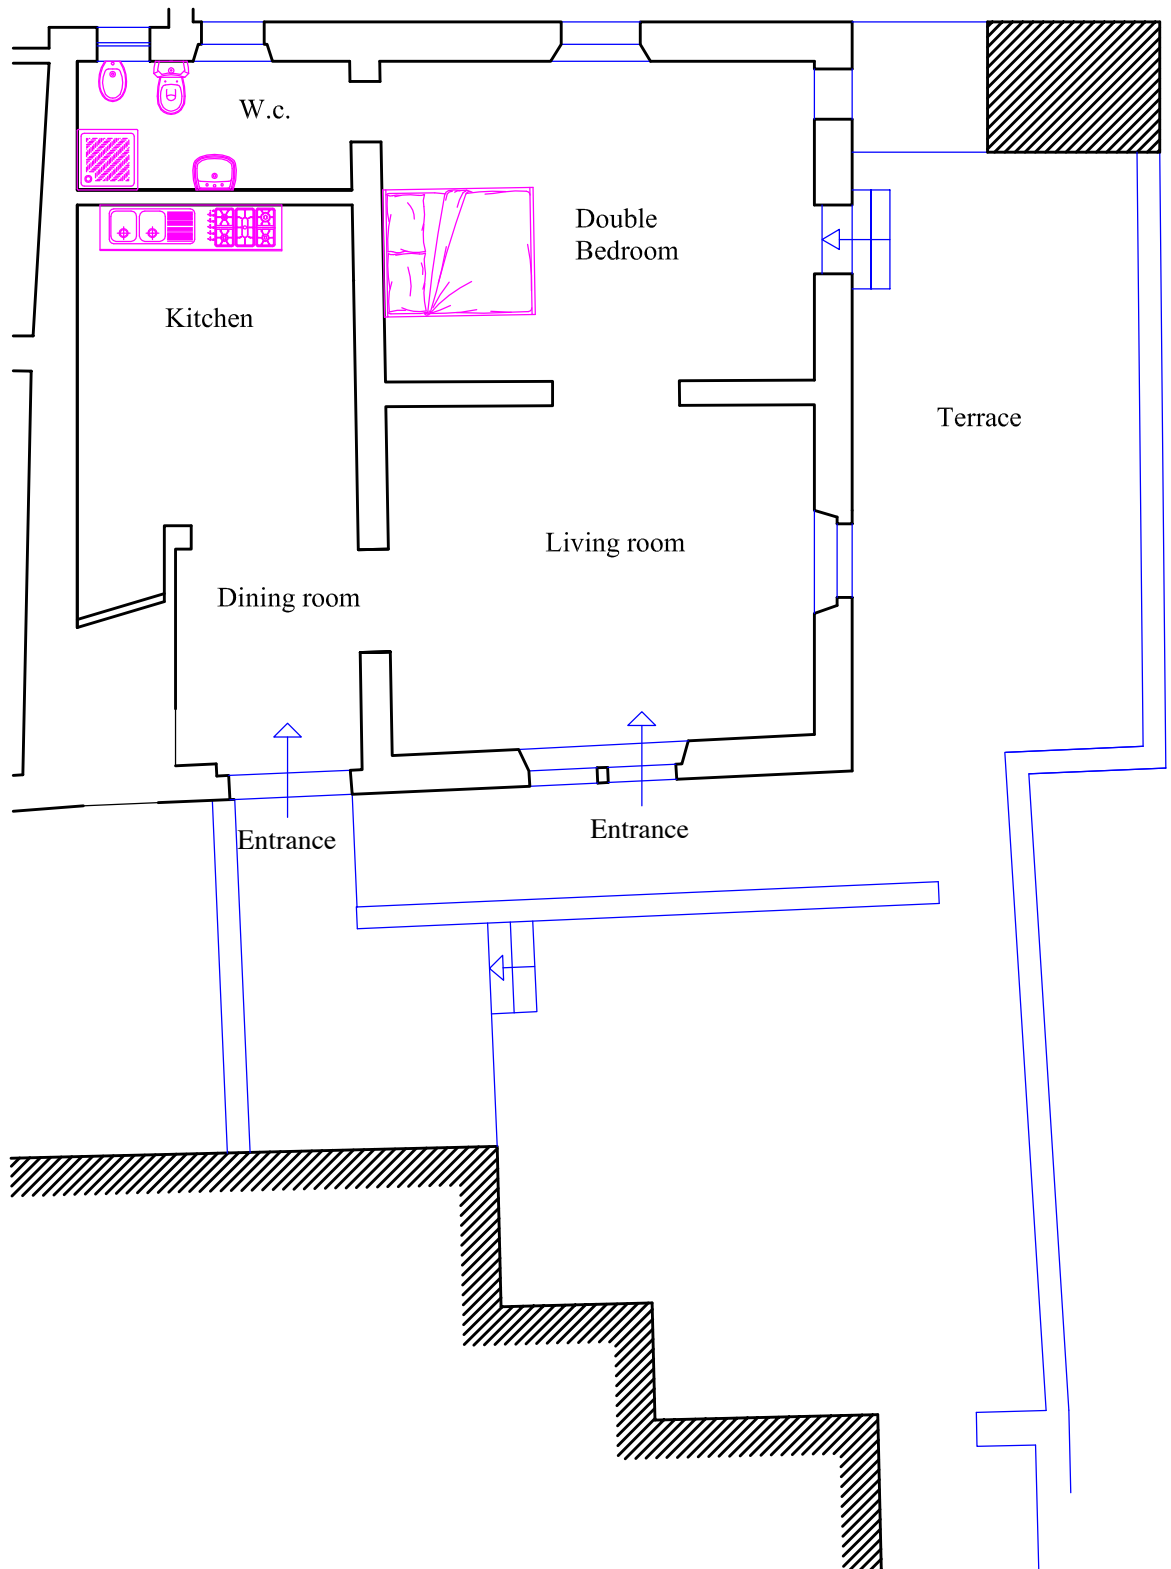 W.c.
Double
Bedroom
Kitchen
Terrace
Living room
Dining room
Entrance
Entrance